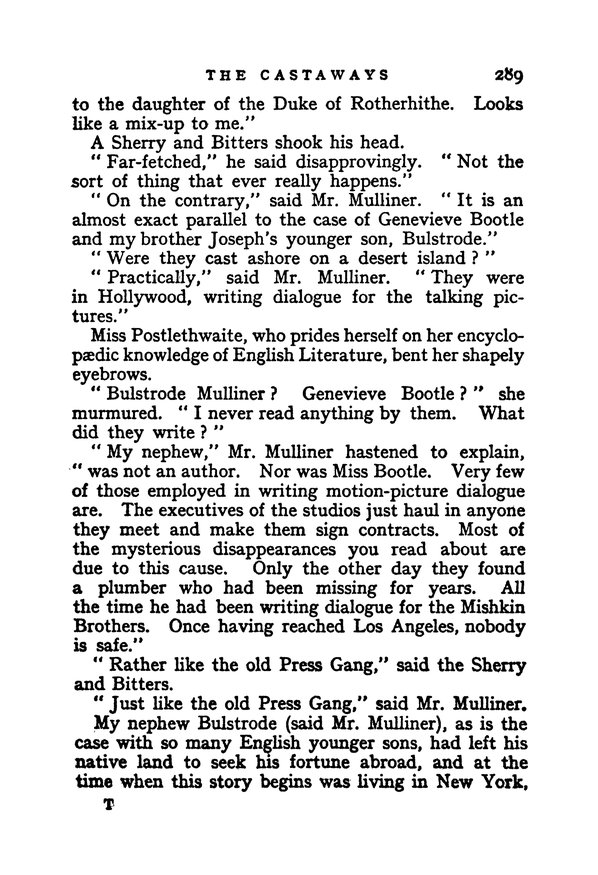 THE CASTAWAYS 289
to the daughter of the Duke of Rotherhithe. Looks
like a mix-up to me."
A Sherry and Bitters shook his head.
" Far-fetched," he said disapprovingly. " Not the
sort of thing that ever really happens."
" On the contrary," said Mr. Mulliner. " It is an
almost exact parallel to the case of Genevieve Bootle
and my brother Joseph's younger son, Bulstrode."
" Were they cast ashore on a desert island ? "
" Practically," said Mr. Mulliner. " They were
in Hollywood, writing dialogue for the talking pic-
tures."
Miss Postlethwaite, who prides herself on her encyclo-
pædic knowledge of English Literature, bent her shapely
eyebrows.
" Bulstrode Mulliner ? Genevieve Bootle ? " she
murmured. " I never read anything by them. What
did they write ? "
" My nephew," Mr. Mulliner hastened to explain,
" was not an author. Nor was Miss Bootle. Very few
of those employed in writing motion-picture dialogue
are. The executives of the studios just haul in anyone
they meet and make them sign contracts. Most of
the mysterious disappearances you read about are
due to this cause. Only the other day they found
a plumber who had been missing for years. All
the time he had been writing dialogue for the Mishkin
Brothers. Once having reached Los Angeles, nobody
is safe."
" Rather like the old Press Gang," said the Sherry
and Bitters.
" Just like the old Press Gang," said Mr. Mulliner.
My nephew Bulstrode (said Mr. Mulliner), as is the
case with so many English younger sons, had left his
native land to seek his fortune abroad, and at the
time when this story begins was living in New York,
T